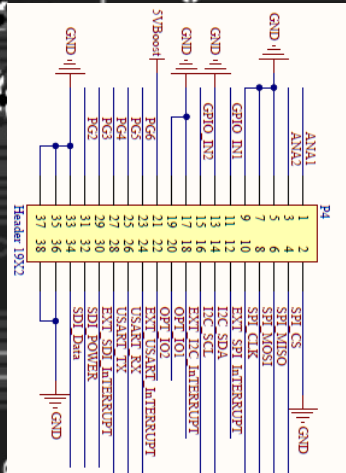 P4
ANA1 1 2 SPI_CS
GND
ANA2 3 4 SPI_MISO
GND 5 6 SPI_MOSI
7 8 SPI_CLK
9 10 EXT_SPI_InTERRUPT
GPIO_IN1 11 12 I2C_SDA
GND 13 14 I2C_SCL
GPIO_IN2 15 16 EXT_I2C_InTERRUPT
GND 17 18 OPT_IO1
19 20 OPT_IO2
5VBoost 21 22 EXT_USART_InTERRUPT
PG6 23 24 USART_RX
PG5 25 26 USART_TX
PG4 27 28 EXT_SDI_InTERRUPT
PG3 29 30 SDI_POWER
PG2 31 32 SDI_Data
GND 33 34
35 36 GND
37 38
Header 19X2